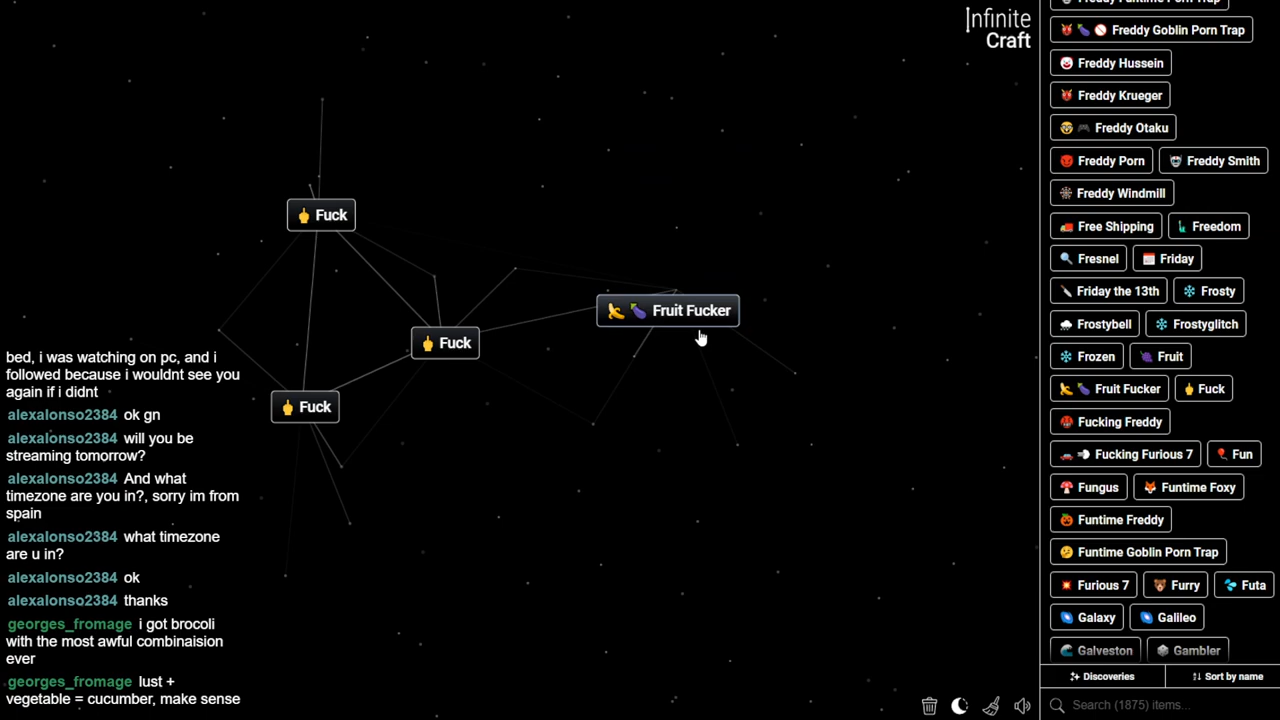 Infinite
Craft
Fuck
Fuck
Fuck
Fruit Fucker
bed, i was watching on pc, and i
followed because i wouldnt see you
again if i didnt
alexalonso2384 ok gn
alexalonso2384 will you be
streaming tomorrow?
alexalonso2384 And what
timezone are you in?, sorry im from
spain
alexalonso2384 what timezone
are u in?
alexalonso2384 ok
alexalonso2384 thanks
georges_fromage i got brocoli
with the most awful combinaision
ever
georges_fromage lust +
vegetable = cucumber, make sense
Freddy Funtime Porn Trap
Freddy Goblin Porn Trap
Freddy Hussein
Freddy Krueger
Freddy Otaku
Freddy Porn Freddy Smith
Freddy Windmill
Free Shipping Freedom
Fresnel Friday
Friday the 13th Frosty
Frostybell Frostyglitch
Frozen Fruit
Fruit Fucker Fuck
Fucking Freddy
Fucking Furious 7 Fun
Fungus Funtime Foxy
Funtime Freddy
Funtime Goblin Porn Trap
Furious 7 Furry Futa
Galaxy Galileo
Galveston Gambler
Discoveries Sort by name
Search (1875) items...